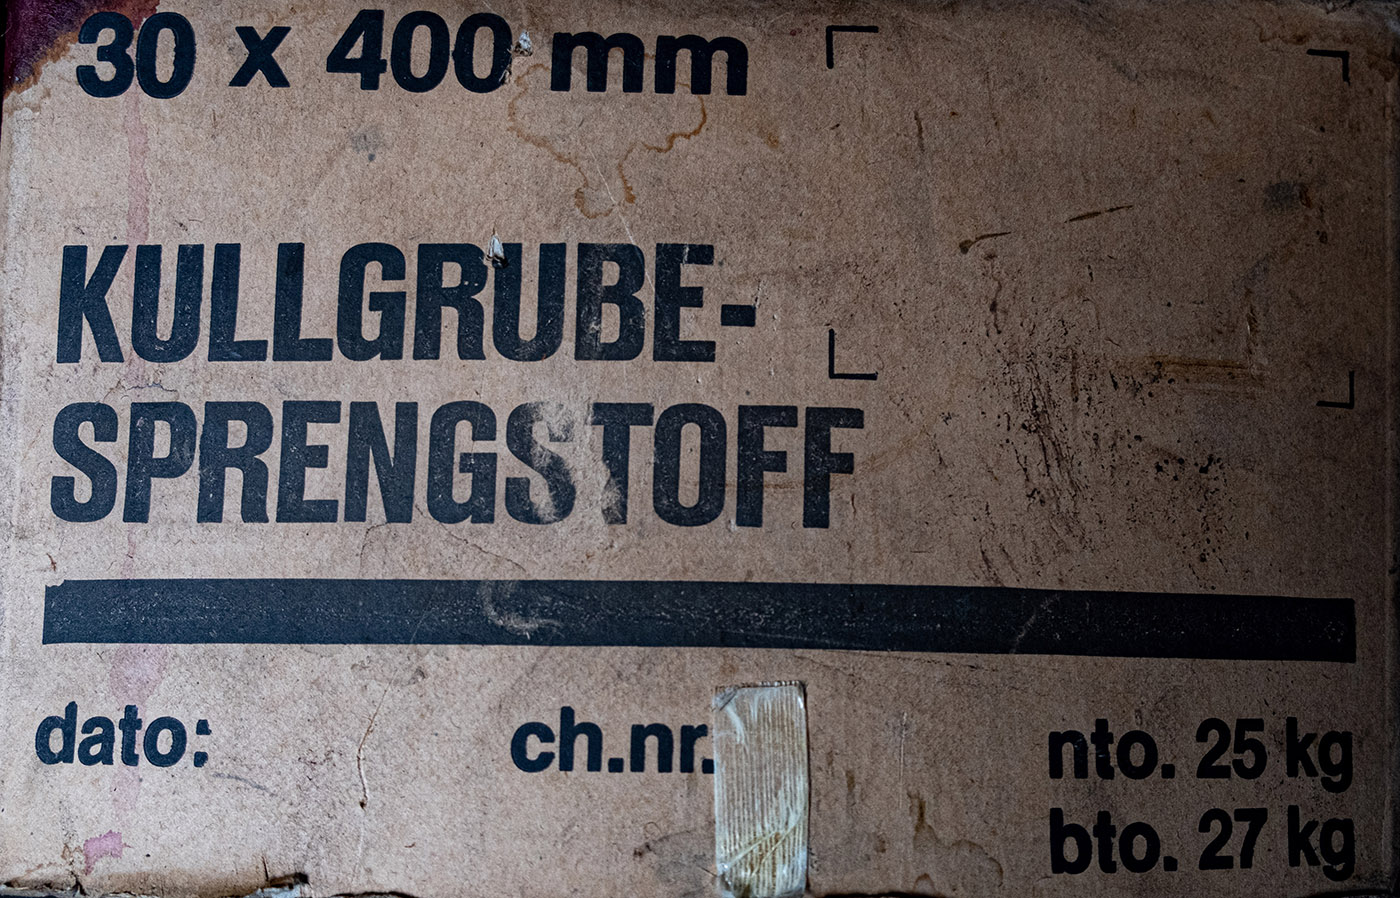 30 x 400 mm
KULLGRUBE-
SPRENGSTOFF
dato: ch.nr. nto. 25 kg
bto. 27 kg